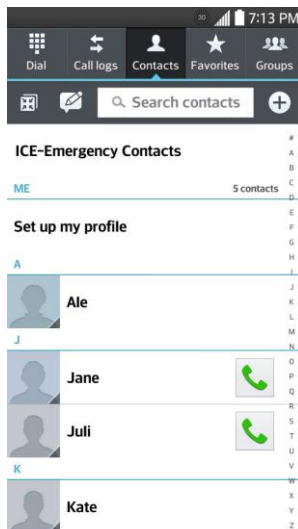 3D 7:13 PM
Dial Call logs Contacts Favorites Groups
Search contacts
ICE-Emergency Contacts
ME 5 contacts
Set up my profile
A
Ale
J
Jane
Juli
K
Kate
#
A
B
C
D
E
F
G
H
I
J
K
L
M
N
O
P
Q
R
S
T
U
V
W
X
Y
Z